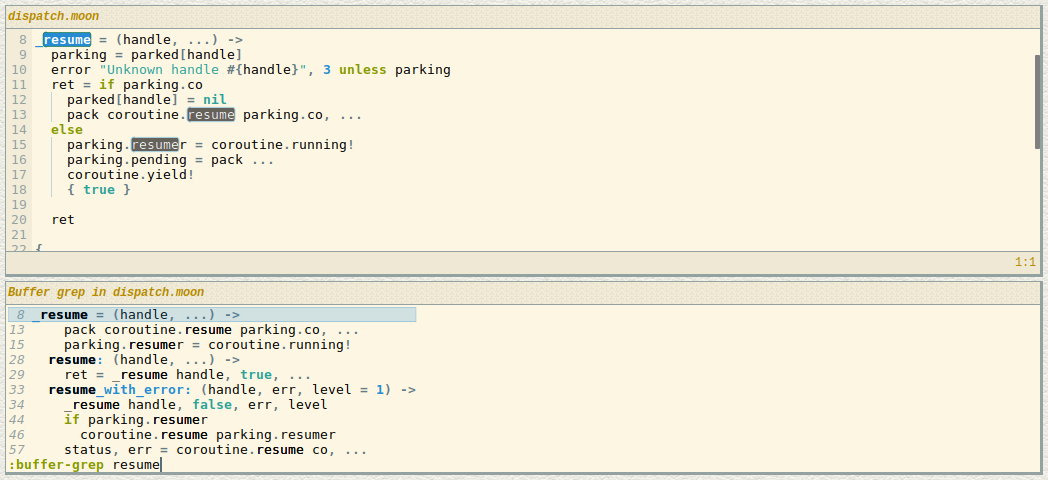 dispatch.moon
8 _resume = (handle, ...) ->
9 parking = parked[handle]
10 error "Unknown handle #{handle}", 3 unless parking
11 ret = if parking.co
12 parked[handle] = nil
13 pack coroutine.resume parking.co, ...
14 else
15 parking.resumer = coroutine.running!
16 parking.pending = pack ...
17 coroutine.yield!
18 { true }
19
20 ret
21
22 {
1:1
Buffer grep in dispatch.moon
8 _resume = (handle, ...) ->
13 pack coroutine.resume parking.co, ...
15 parking.resumer = coroutine.running!
28 resume: (handle, ...) ->
29 ret = _resume handle, true, ...
33 resume_with_error: (handle, err, level = 1) ->
34 _resume handle, false, err, level
44 if parking.resumer
46 coroutine.resume parking.resumer
57 status, err = coroutine.resume co, ...
:buffer-grep resume